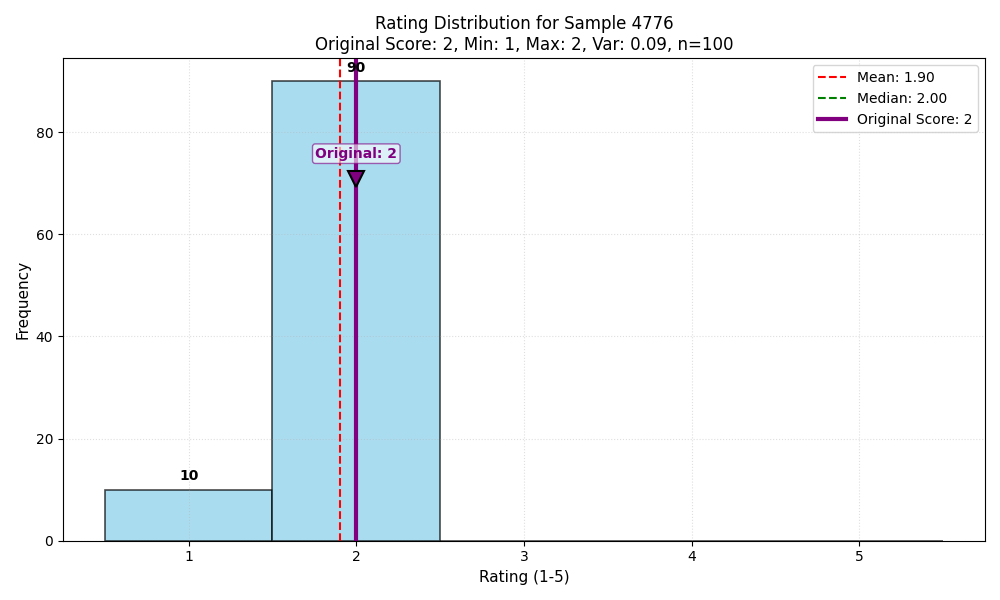 Rating Distribution for Sample 4776
Original Score: 2, Min: 1, Max: 2, Var: 0.09, n=100
Mean: 1.90
Median: 2.00
Original Score: 2
90
Original: 2
10
Frequency
80
60
40
20
0
1 2 3 4 5
Rating (1-5)